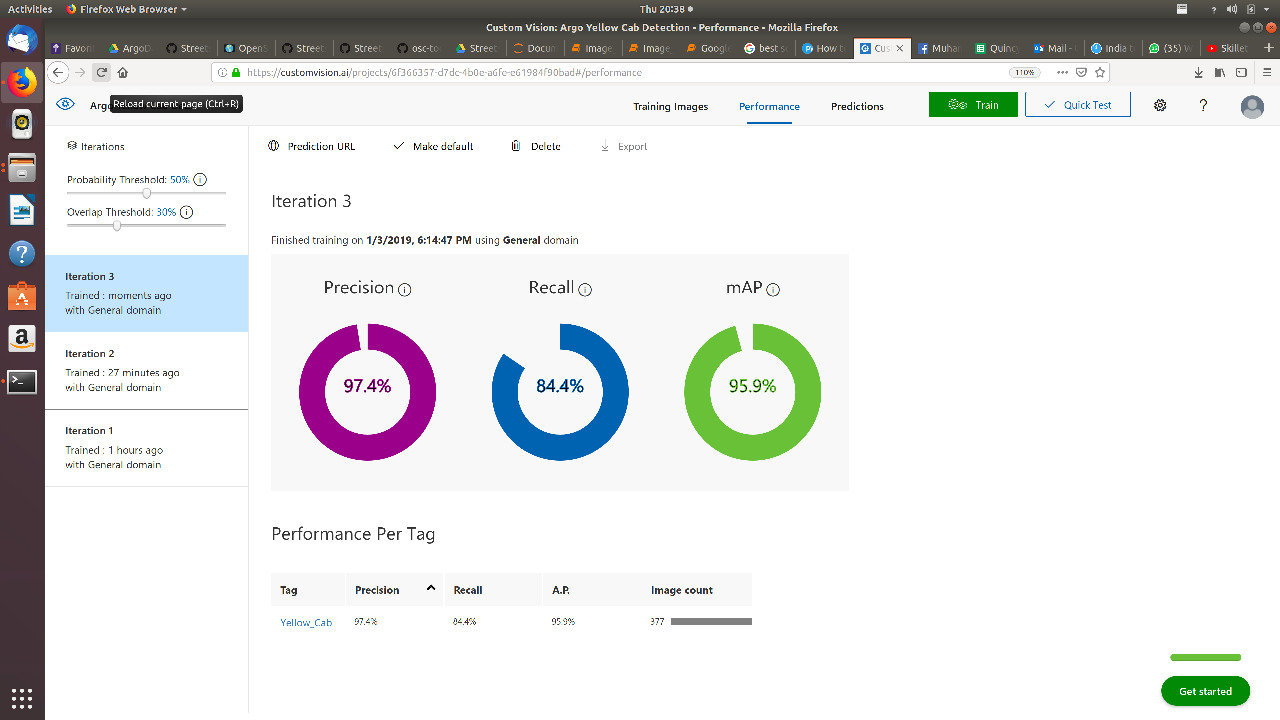 Activities Firefox Web Browser Thu 20:38
Custom Vision: Argo Yellow Cab Detection - Performance - Mozilla Firefox
Favori ArgoD Street OpenS Street Street osc-to Street Docum Image Image Google best s How to Cus Muhar Quincy Mail - India t (35) W Skillet
https://customvision.ai/projects/6f366357-d7dc-4b0e-a6fe-e61984f90bad#/performance 110%
Argo Reload current page (Ctrl+R) Training Images Performance Predictions Train Quick Test ?
Iterations Prediction URL Make default Delete Export
Probability Threshold: 50%
Overlap Threshold: 30%
Iteration 3
Finished training on 1/3/2019, 6:14:47 PM using General domain
Iteration 3
Trained : moments ago
with General domain
Iteration 2
Trained : 27 minutes ago
with General domain
Iteration 1
Trained : 1 hours ago
with General domain
Precision Recall mAP
97.4% 84.4% 95.9%
Performance Per Tag
Tag Precision Recall A.P. Image count
Yellow_Cab 97.4% 84.4% 95.9% 377
Get started